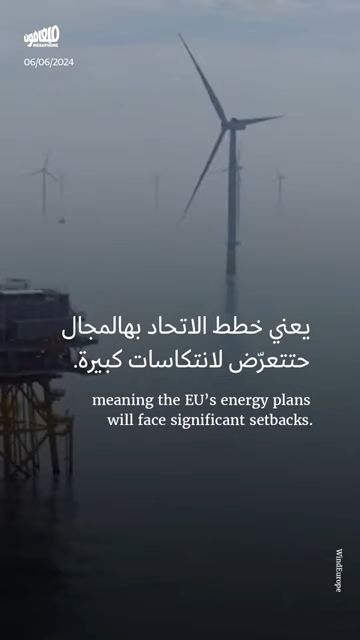 ميغافون
MEGAPHONE
06/06/2024
يعني خطط الاتحاد بهالمجال
حتتعرّض لانتكاسات كبيرة.
meaning the EU’s energy plans
will face significant setbacks.
WindEurope